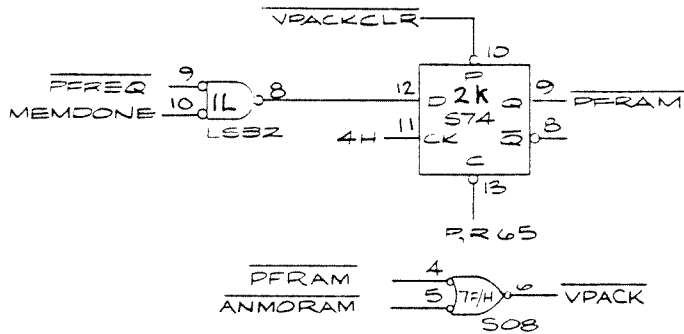 VPACKCLR
10
P
PFREQ 9
MEMDONE 10
1L
8
LS32
12 D 2K Q 9 PFRAM
S74
4H 11 CK Q 8
C
13
P2R65
PFRAM 4
ANMORAM 5
7F/H
6 VPACK
S08